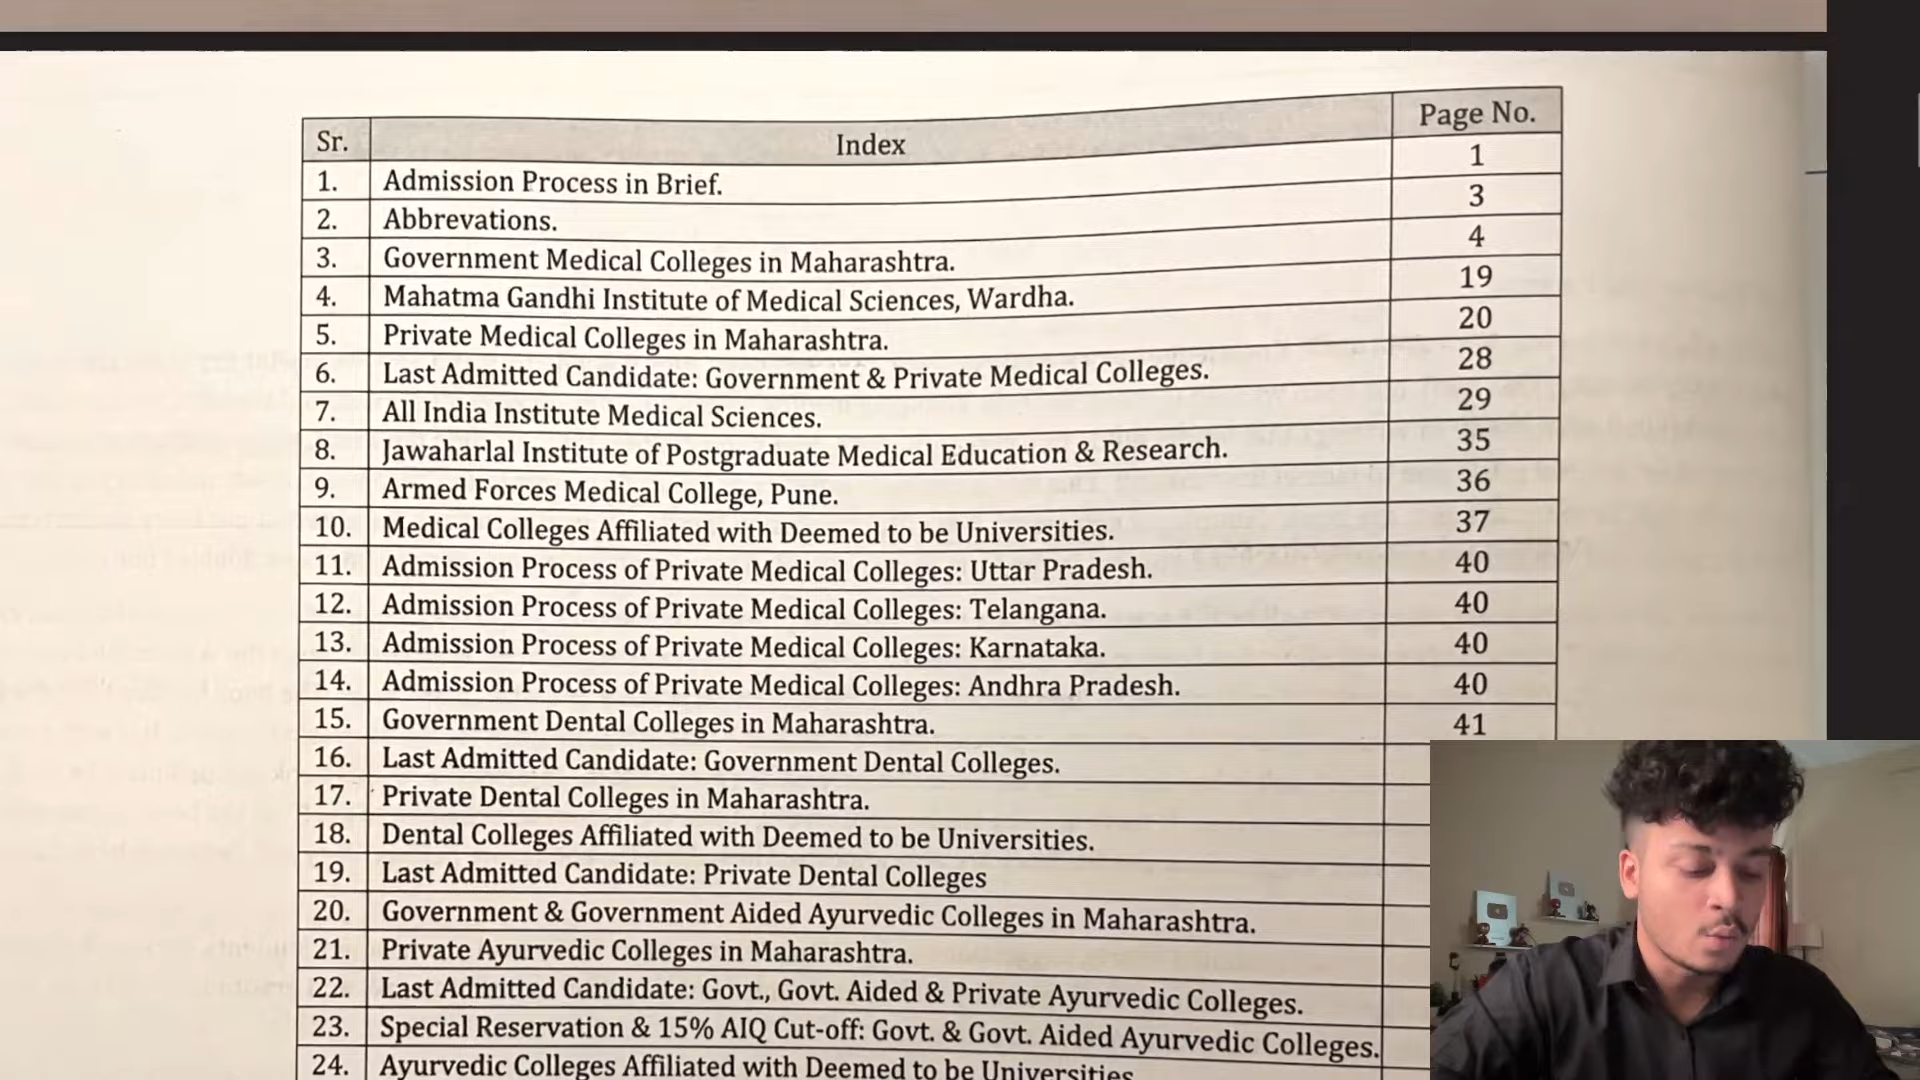 Sr. Index Page No.
1. Admission Process in Brief. 1
2. Abbrevations. 3
3. Government Medical Colleges in Maharashtra. 4
4. Mahatma Gandhi Institute of Medical Sciences, Wardha. 19
5. Private Medical Colleges in Maharashtra. 20
6. Last Admitted Candidate: Government & Private Medical Colleges. 28
7. All India Institute Medical Sciences. 29
8. Jawaharlal Institute of Postgraduate Medical Education & Research. 35
9. Armed Forces Medical College, Pune. 36
10. Medical Colleges Affiliated with Deemed to be Universities. 37
11. Admission Process of Private Medical Colleges: Uttar Pradesh. 40
12. Admission Process of Private Medical Colleges: Telangana. 40
13. Admission Process of Private Medical Colleges: Karnataka. 40
14. Admission Process of Private Medical Colleges: Andhra Pradesh. 40
15. Government Dental Colleges in Maharashtra. 41
16. Last Admitted Candidate: Government Dental Colleges.
17. Private Dental Colleges in Maharashtra.
18. Dental Colleges Affiliated with Deemed to be Universities.
19. Last Admitted Candidate: Private Dental Colleges
20. Government & Government Aided Ayurvedic Colleges in Maharashtra.
21. Private Ayurvedic Colleges in Maharashtra.
22. Last Admitted Candidate: Govt., Govt. Aided & Private Ayurvedic Colleges.
23. Special Reservation & 15% AIQ Cut-off: Govt. & Govt. Aided Ayurvedic Colleges.
24. Ayurvedic Colleges Affiliated with Deemed to be Universities